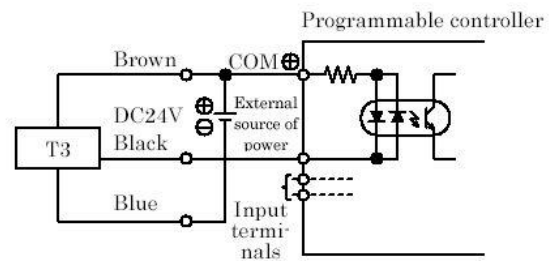 Programmable controller
Brown
COM ⊕
DC24V
⊕
⊖
External
source of
power
T3
Black
Blue
Input
termi-
nals